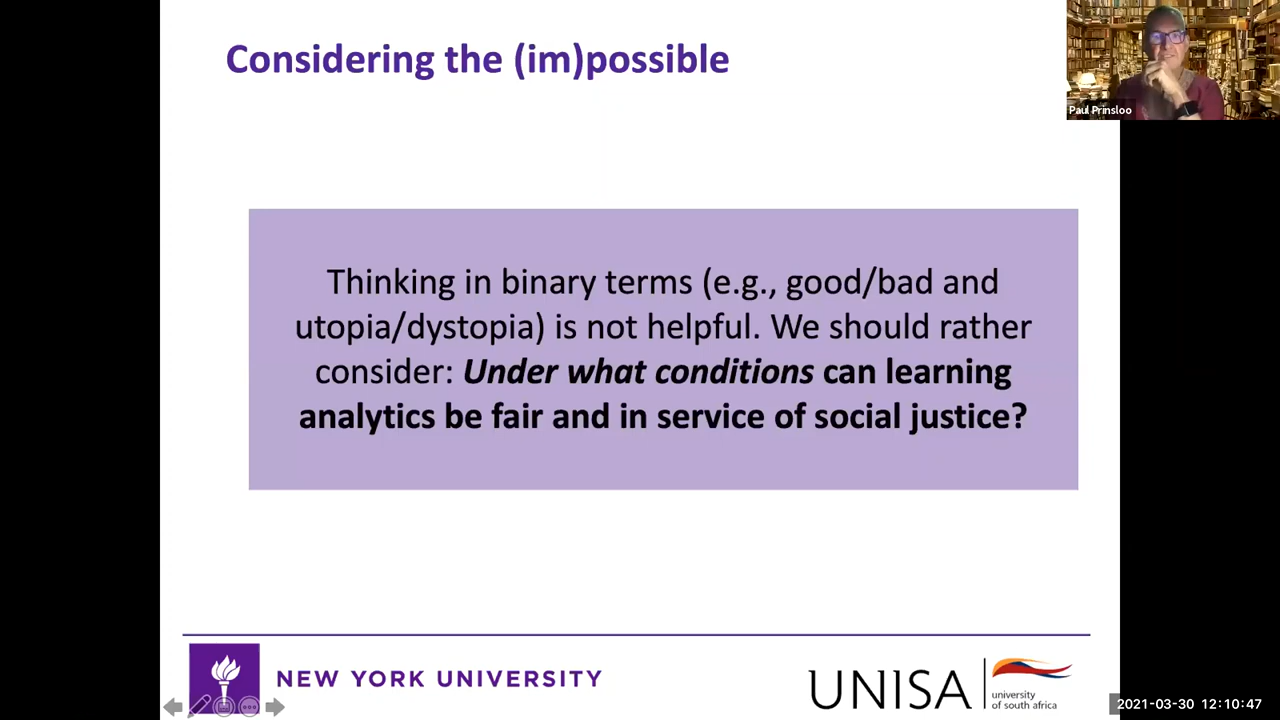 Considering the (im)possible
Paul Prinsloo
Thinking in binary terms (e.g., good/bad and
utopia/dystopia) is not helpful. We should rather
consider: Under what conditions can learning
analytics be fair and in service of social justice?
NEW YORK UNIVERSITY
UNISA
university
of south africa
2021-03-30 12:10:47